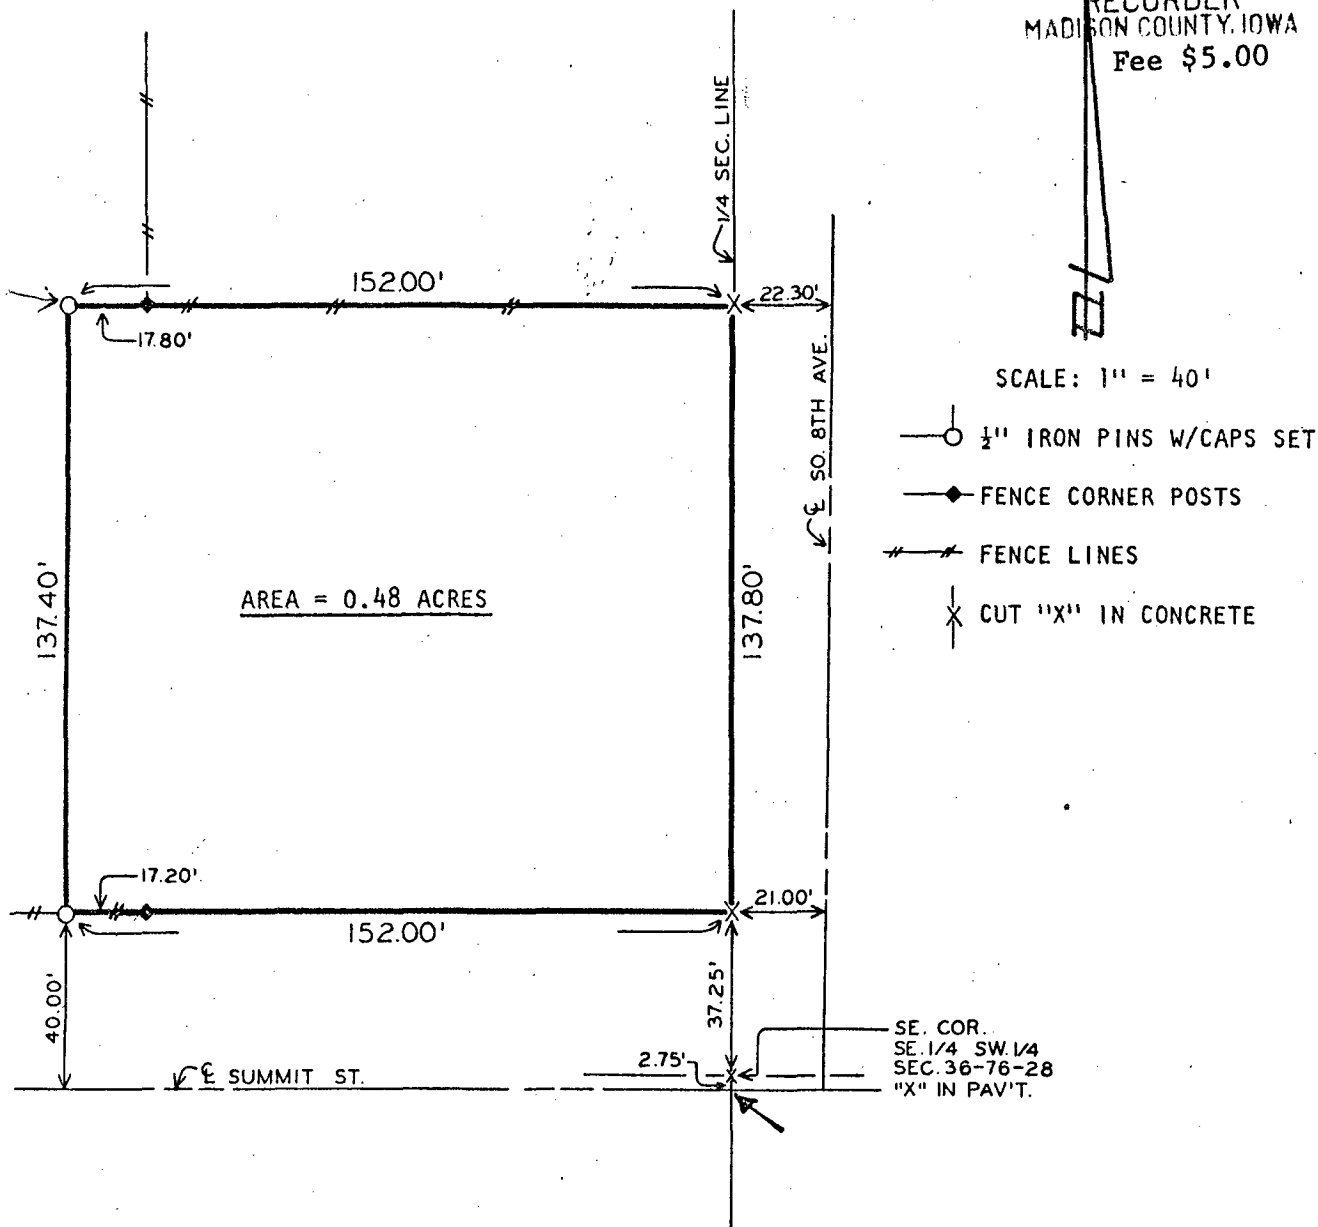 RECORDER
MADISON COUNTY, IOWA
Fee $5.00
1/4 SEC. LINE
152.00'
22.30'
17.80'
℄ SO. 8TH AVE.
SCALE: 1" = 40'
½" IRON PINS W/CAPS SET
FENCE CORNER POSTS
FENCE LINES
CUT "X" IN CONCRETE
137.40'
AREA = 0.48 ACRES
137.80'
17.20'
21.00'
152.00'
40.00'
37.25'
2.75'
SE. COR.
SE.1/4 SW.1/4
SEC.36-76-28
"X" IN PAV'T.
℄ SUMMIT ST.